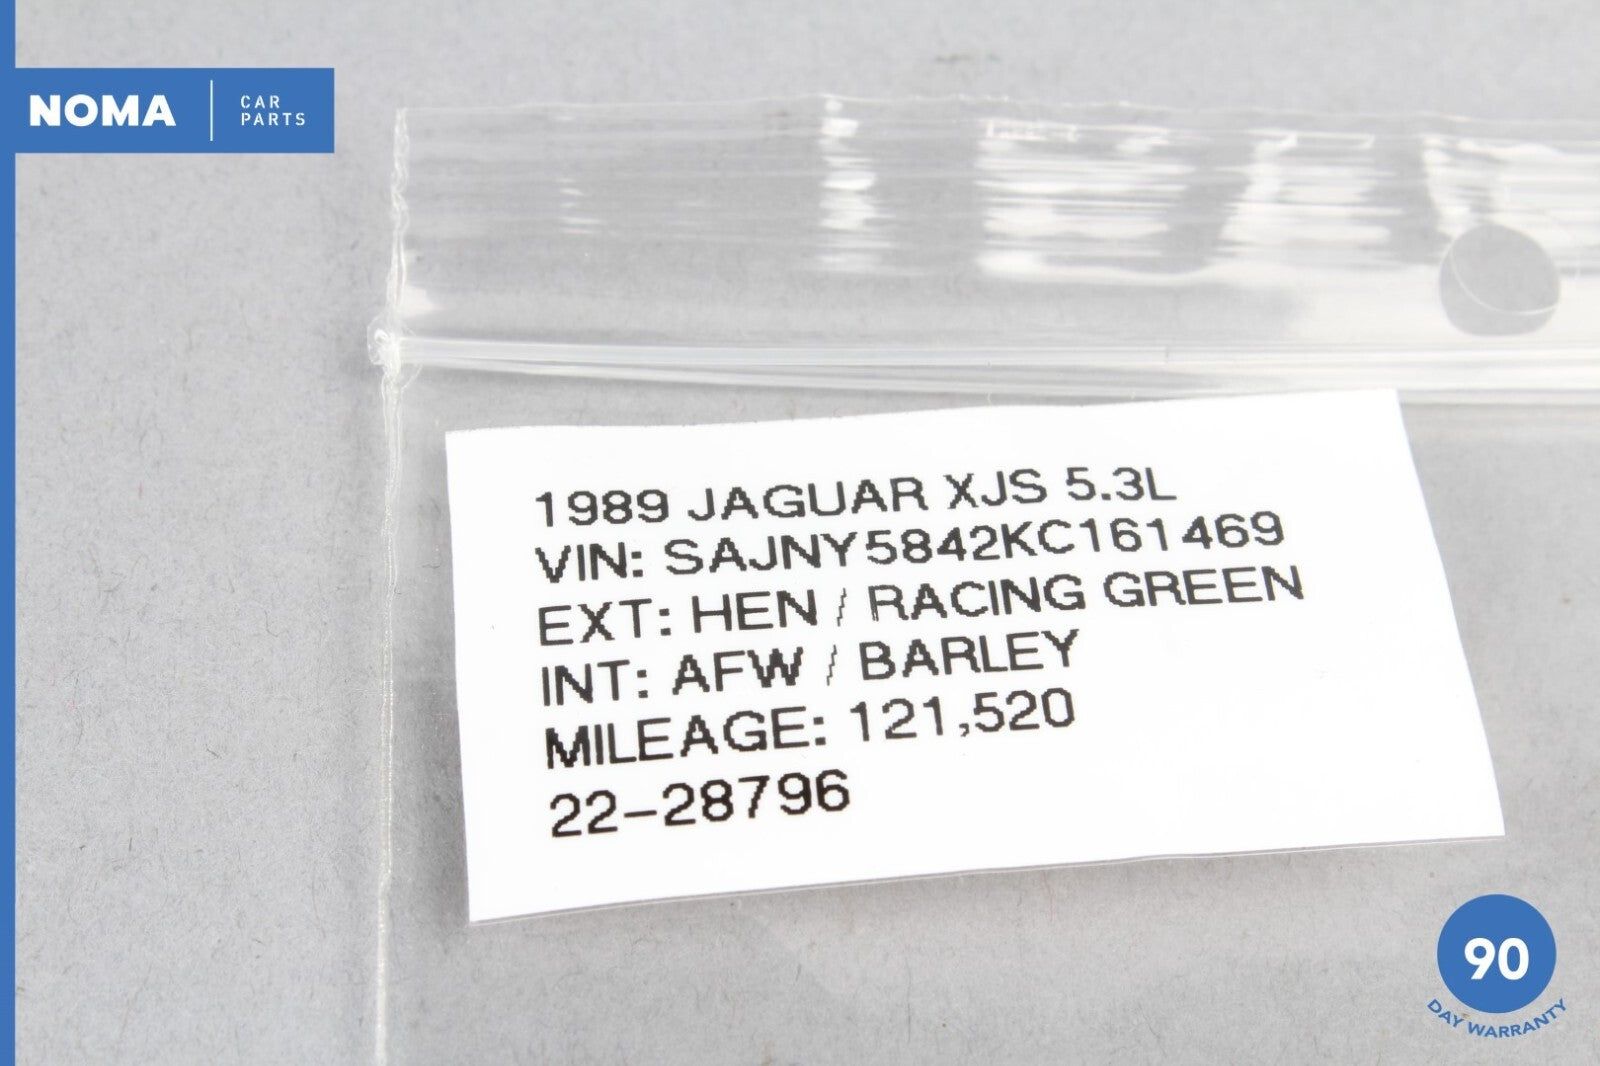 NOMA
CAR
PARTS
1989 JAGUAR XJS 5.3L
VIN: SAJNY5842KC161469
EXT: HEN / RACING GREEN
INT: AFW / BARLEY
MILEAGE: 121,520
22-28796
90
DAY WARRANTY